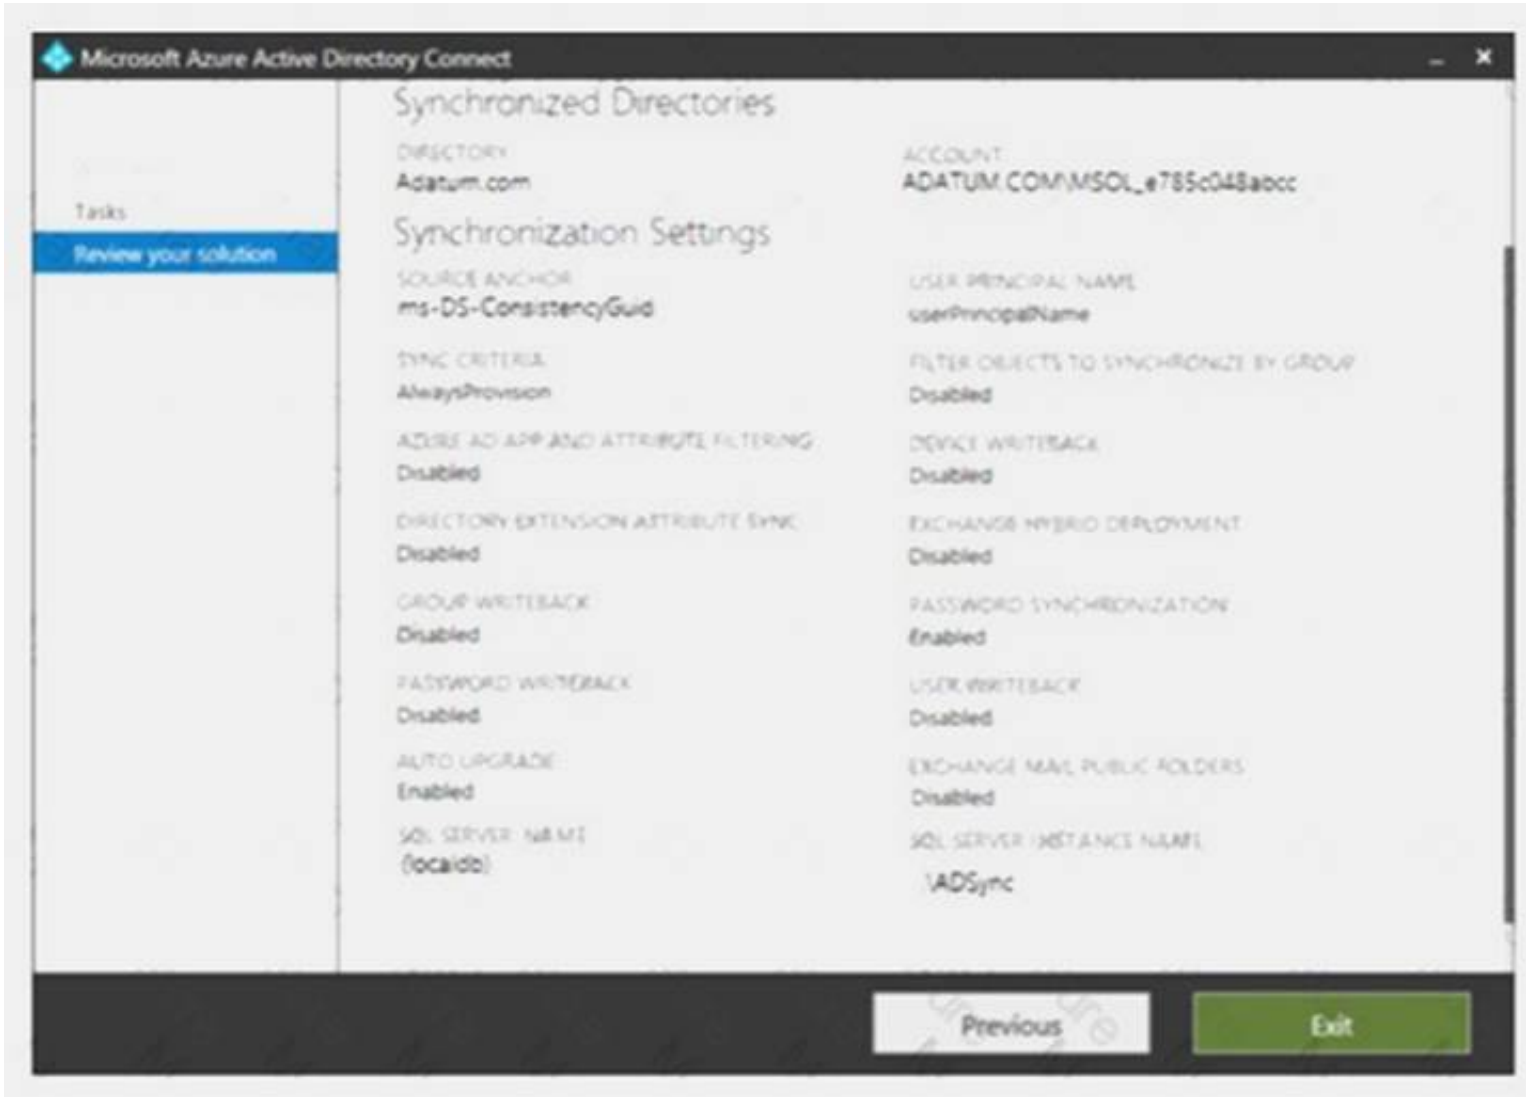 Microsoft Azure Active Directory Connect
Tasks
Review your solution
Synchronized Directories
DIRECTORY
Adatum.com
ACCOUNT
ADATUM.COM\MSOL_e785c048abcc
Synchronization Settings
SOURCE ANCHOR
ms-DS-ConsistencyGuid
USER PRINCIPAL NAME
userPrincipalName
SYNC CRITERIA
AlwaysProvision
FILTER OBJECTS TO SYNCHRONIZE BY GROUP
Disabled
AZURE AD APP AND ATTRIBUTE FILTERING
Disabled
DEVICE WRITEBACK
Disabled
DIRECTORY EXTENSION ATTRIBUTE SYNC
Disabled
EXCHANGE HYBRID DEPLOYMENT
Disabled
GROUP WRITEBACK
Disabled
PASSWORD SYNCHRONIZATION
Enabled
PASSWORD WRITEBACK
Disabled
USER WRITEBACK
Disabled
AUTO UPGRADE
Enabled
EXCHANGE MAIL PUBLIC FOLDERS
Disabled
SQL SERVER NAME
(localdb)
SQL SERVER INSTANCE NAME
.\ADSync
Previous
Exit